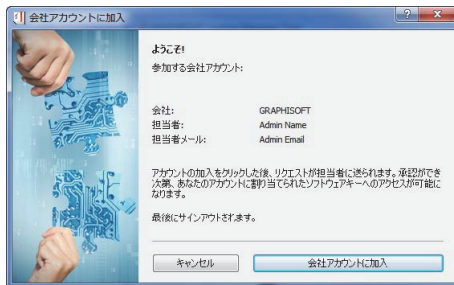 会社アカウントに加入
ようこそ!
参加する会社アカウント:
会社: GRAPHISOFT
担当者: Admin Name
担当者メール: Admin Email
アカウントの加入をクリックした後、リクエストが担当者に送られます。承認ができ
次第、あなたのアカウントに割り当てられたソフトウェアキーへのアクセスが可能に
なります。
最後にサインアウトされます。
キャンセル 会社アカウントに加入